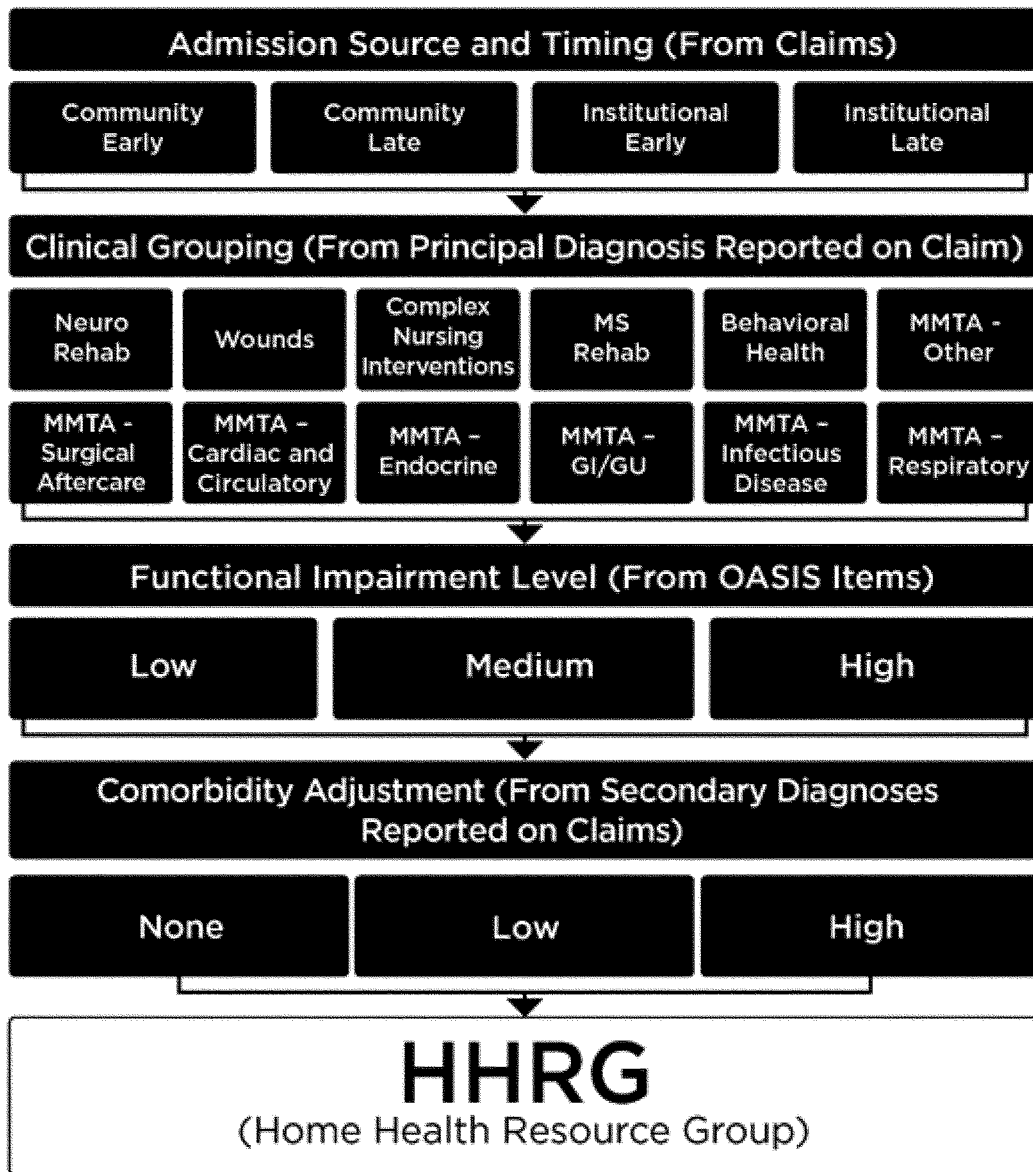 Admission Source and Timing (From Claims)
Community
Early
Community
Late
Institutional
Early
Institutional
Late
Clinical Grouping (From Principal Diagnosis Reported on Claim)
Neuro
Rehab
Wounds
Complex
Nursing
Interventions
MS
Rehab
Behavioral
Health
MMTA -
Other
MMTA -
Surgical
Aftercare
MMTA –
Cardiac and
Circulatory
MMTA –
Endocrine
MMTA –
GI/GU
MMTA –
Infectious
Disease
MMTA –
Respiratory
Functional Impairment Level (From OASIS Items)
Low
Medium
High
Comorbidity Adjustment (From Secondary Diagnoses
Reported on Claims)
None
Low
High
HHRG
(Home Health Resource Group)